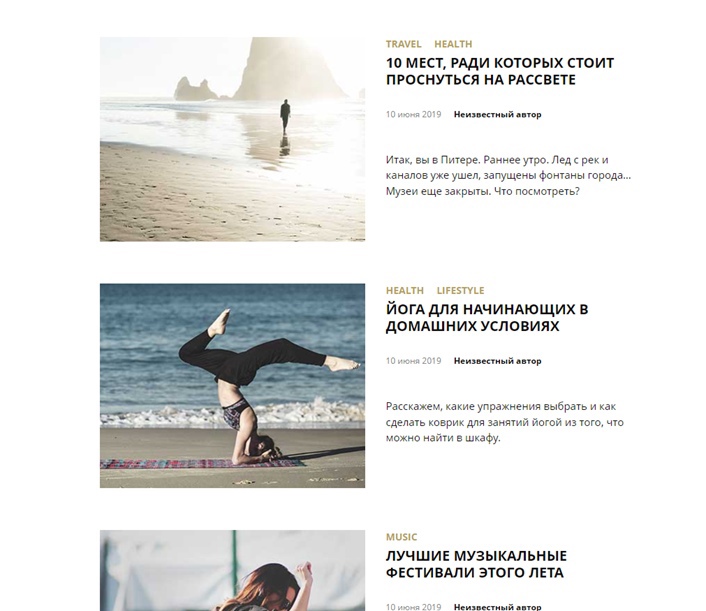 TRAVEL HEALTH
10 МЕСТ, РАДИ КОТОРЫХ СТОИТ
ПРОСНУТЬСЯ НА РАССВЕТЕ
10 июня 2019 Неизвестный автор
Итак, вы в Питере. Раннее утро. Лед с рек и
каналов уже ушел, запущены фонтаны города...
Музеи еще закрыты. Что посмотреть?
HEALTH LIFESTYLE
ЙОГА ДЛЯ НАЧИНАЮЩИХ В
ДОМАШНИХ УСЛОВИЯХ
10 июня 2019 Неизвестный автор
Расскажем, какие упражнения выбрать и как
сделать коврик для занятий йогой из того, что
можно найти в шкафу.
MUSIC
ЛУЧШИЕ МУЗЫКАЛЬНЫЕ
ФЕСТИВАЛИ ЭТОГО ЛЕТА
10 июня 2019 Неизвестный автор